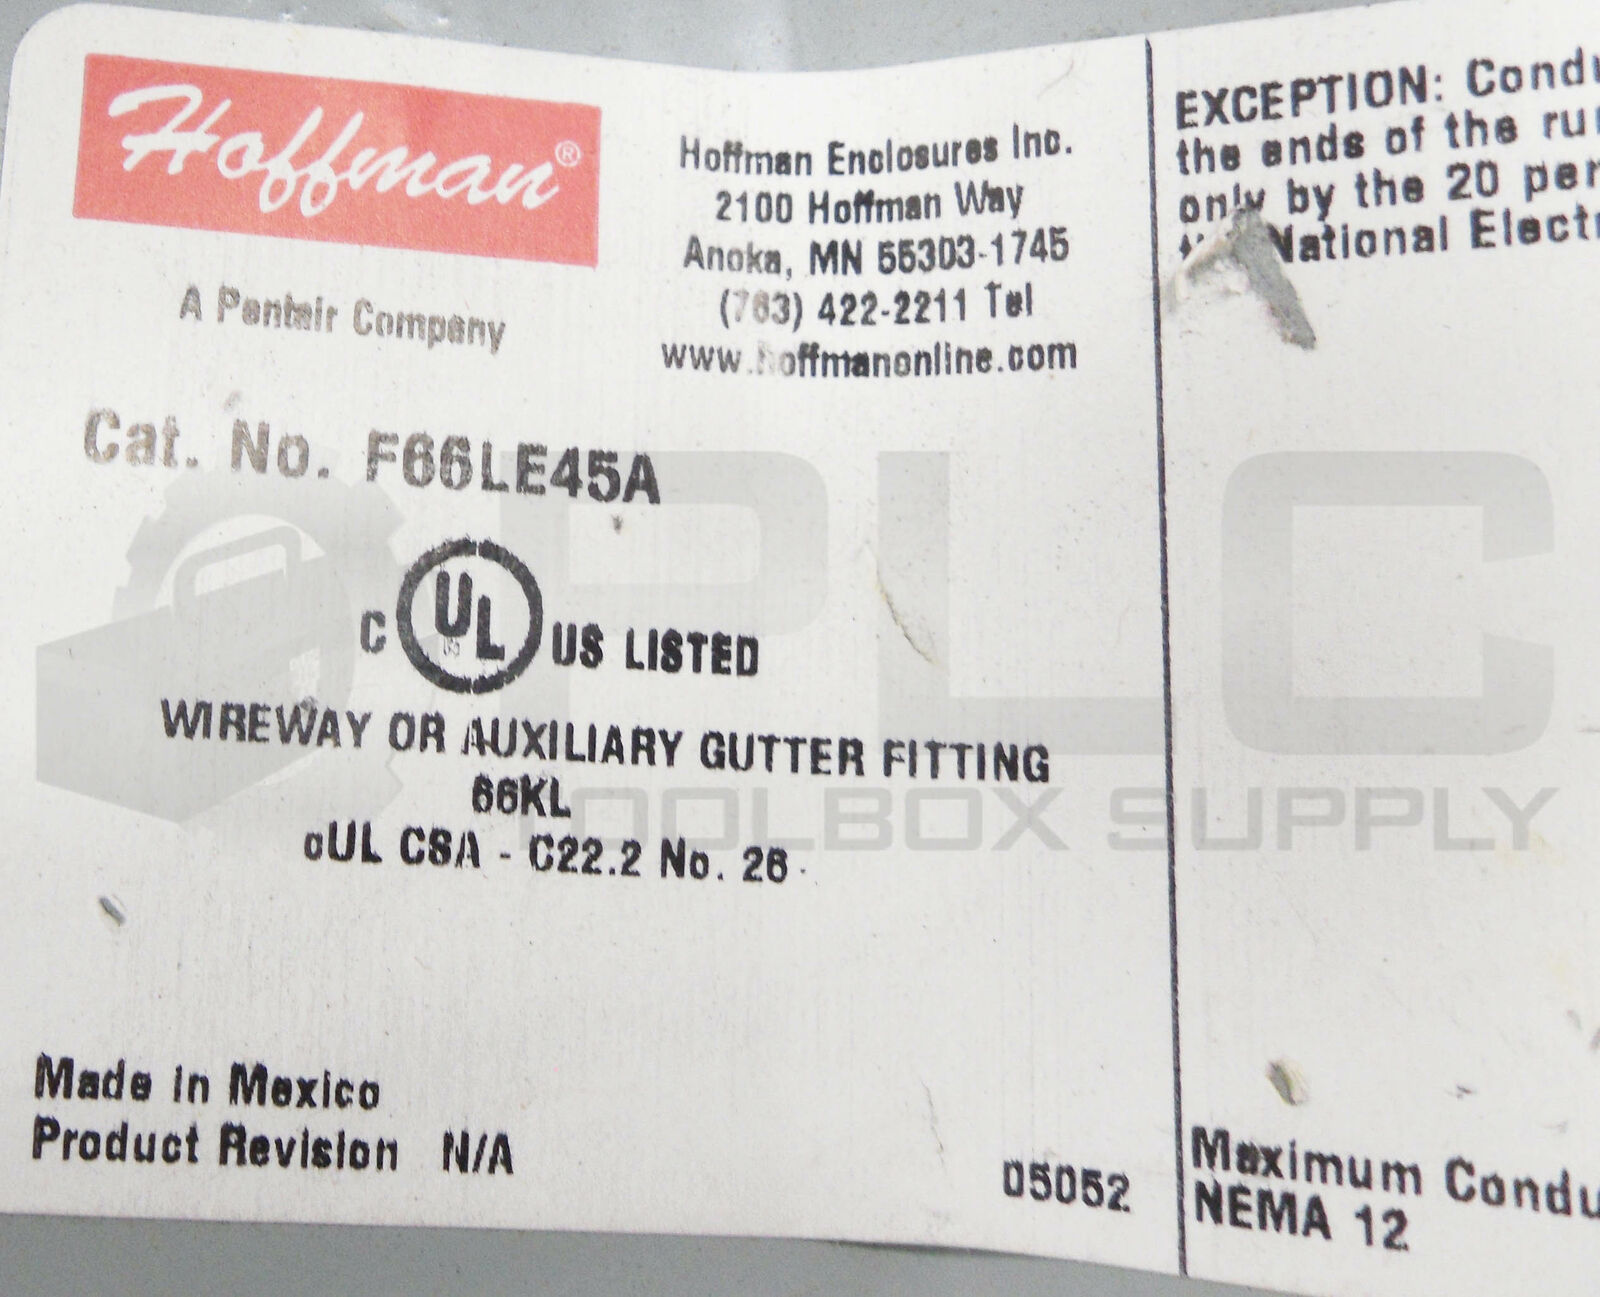 Hoffman®
A Pentair Company
Hoffman Enclosures Inc.
2100 Hoffman Way
Anoka, MN 55303-1745
(763) 422-2211 Tel
www.hoffmanonline.com
Cat. No. F66LE45A
C UL US LISTED
WIREWAY OR AUXILIARY GUTTER FITTING
66KL
cUL CSA - C22.2 No. 26
Made in Mexico
Product Revision N/A
05052
EXCEPTION: Condu
the ends of the ru
only by the 20 per
National Electr
Maximum Condu
NEMA 12
PLC
TOOLBOX SUPPLY